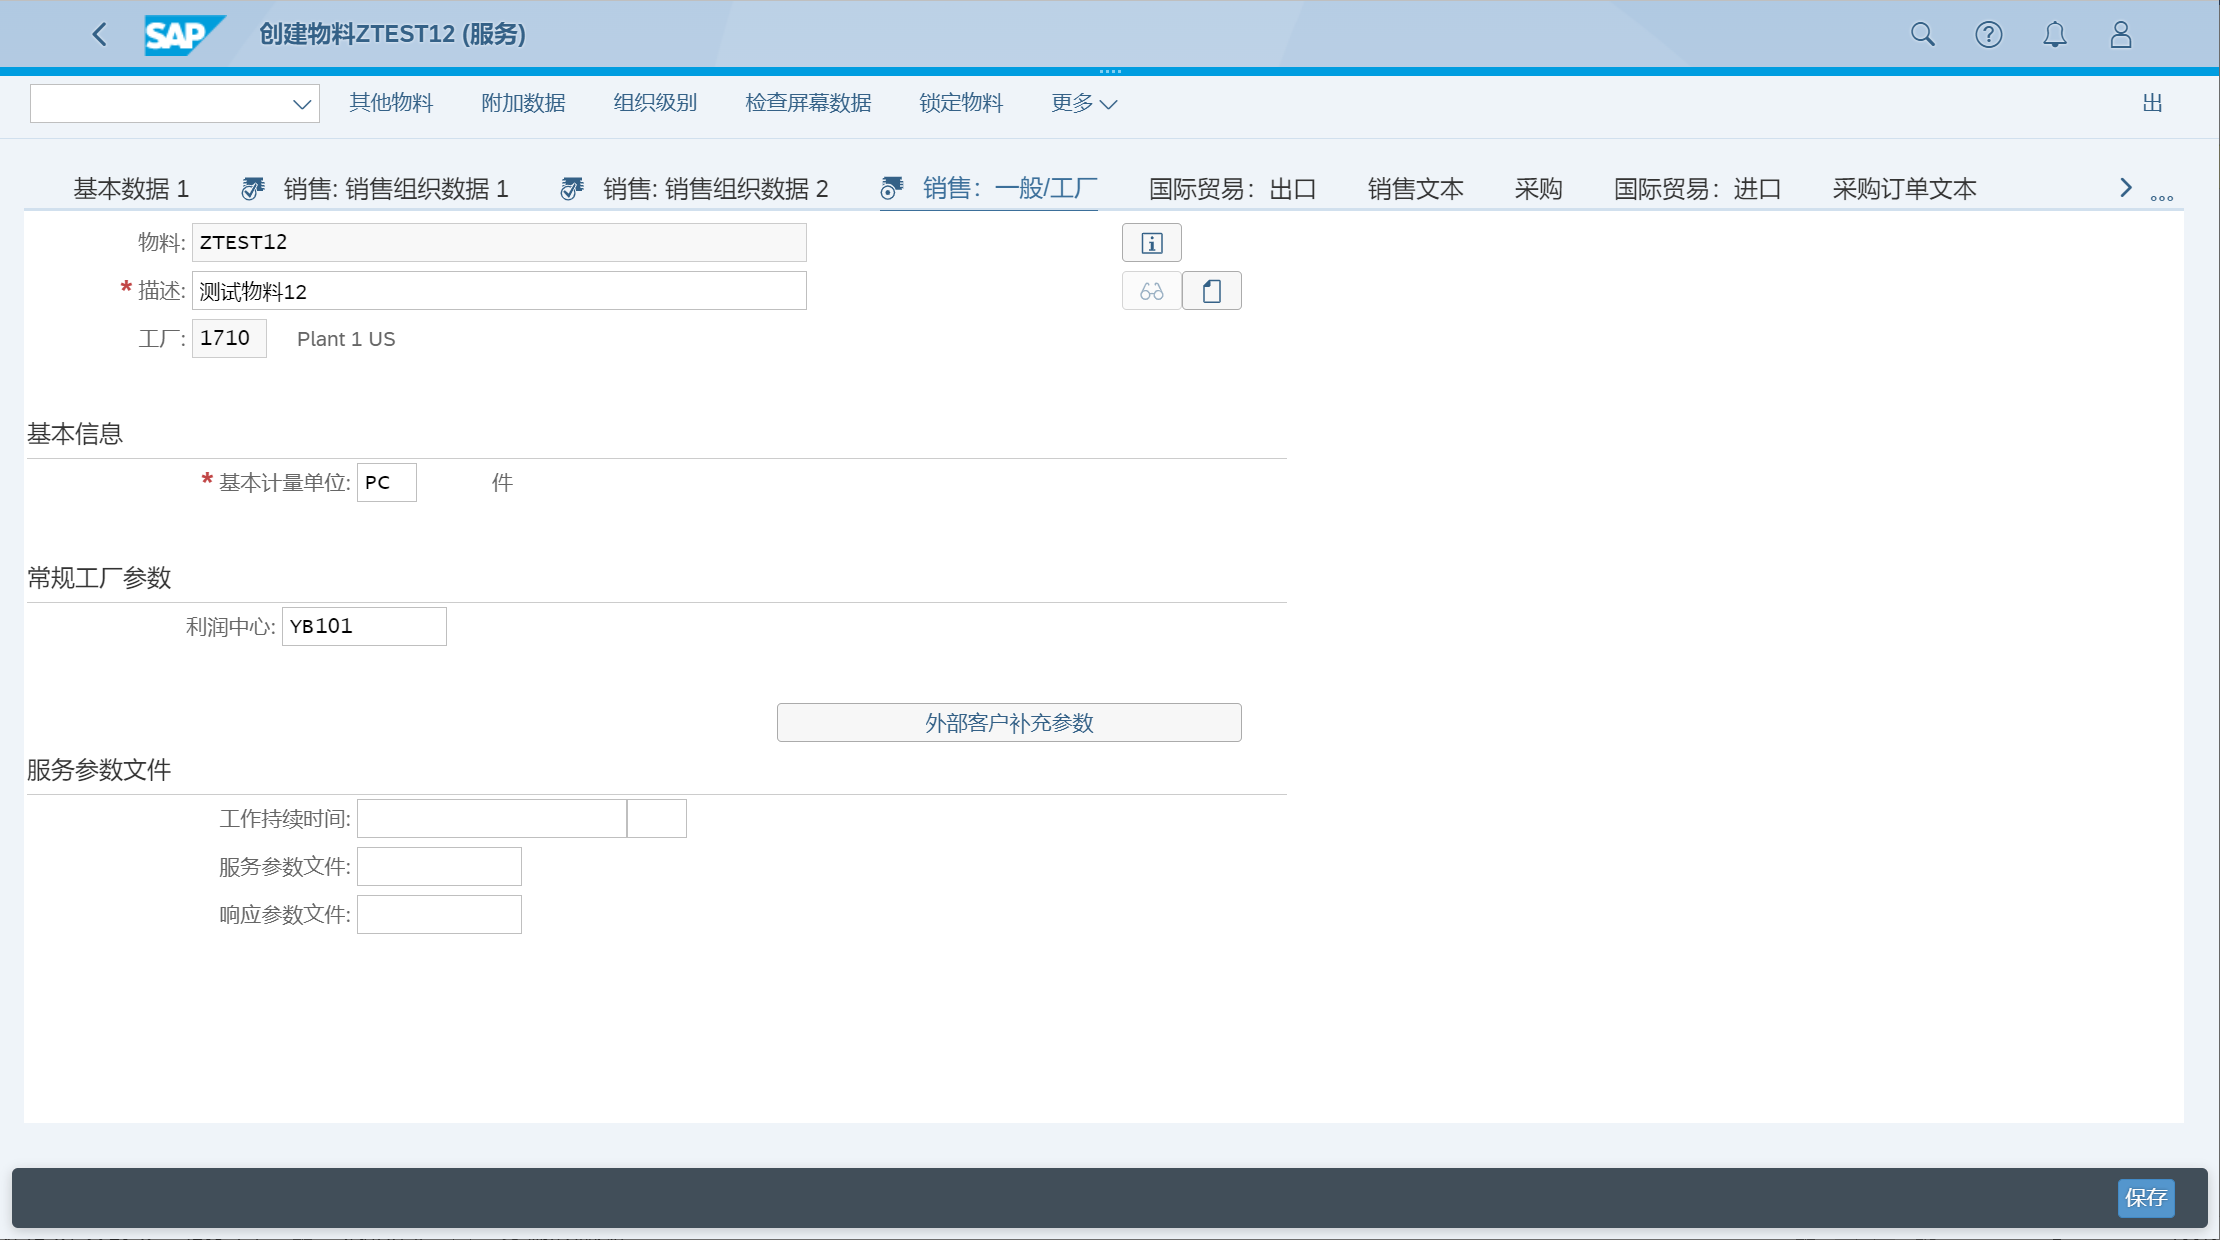 SAP 创建物料ZTEST12 (服务)
其他物料 附加数据 组织级别 检查屏幕数据 锁定物料 更多 出
基本数据 1 销售: 销售组织数据 1 销售: 销售组织数据 2 销售：一般/工厂 国际贸易：出口 销售文本 采购 国际贸易：进口 采购订单文本
物料: ZTEST12
* 描述: 测试物料12
工厂: 1710 Plant 1 US
基本信息
* 基本计量单位: PC 件
常规工厂参数
利润中心: YB101
外部客户补充参数
服务参数文件
工作持续时间:
服务参数文件:
响应参数文件:
保存